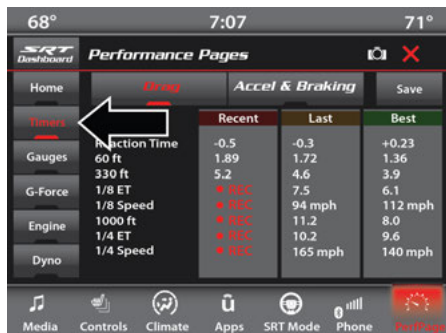 68° 7:07 71°
SRT Dashboard Performance Pages
Home Drag Accel & Braking Save
Timers Recent Last Best
Reaction Time -0.5 -0.3 +0.23
Gauges 60 ft 1.89 1.72 1.36
330 ft 5.2 4.6 3.9
G-Force 1/8 ET REC 7.5 6.1
1/8 Speed REC 94 mph 112 mph
Engine 1000 ft REC 11.2 8.0
1/4 ET REC 10.2 9.6
Dyno 1/4 Speed REC 165 mph 140 mph
Media Controls Climate Apps SRT Mode Phone Perf Pages